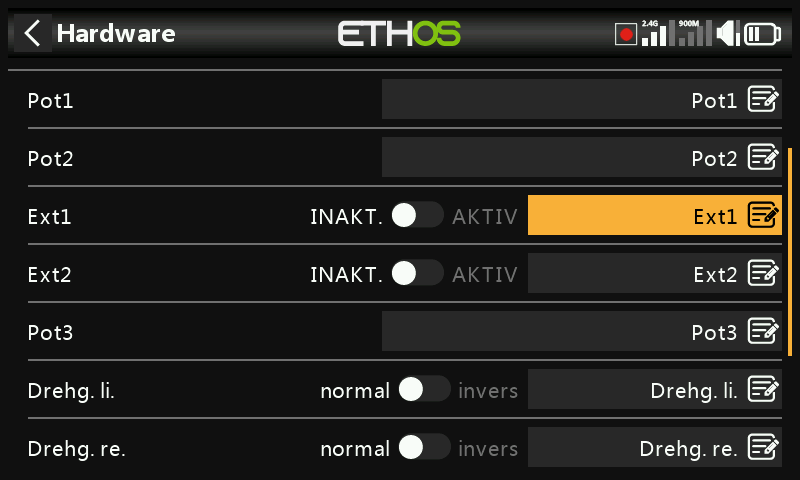 Hardware ETHOS 2.4G 900M
Pot1 Pot1
Pot2 Pot2
Ext1 INAKT. AKTIV Ext1
Ext2 INAKT. AKTIV Ext2
Pot3 Pot3
Drehg. li. normal invers Drehg. li.
Drehg. re. normal invers Drehg. re.